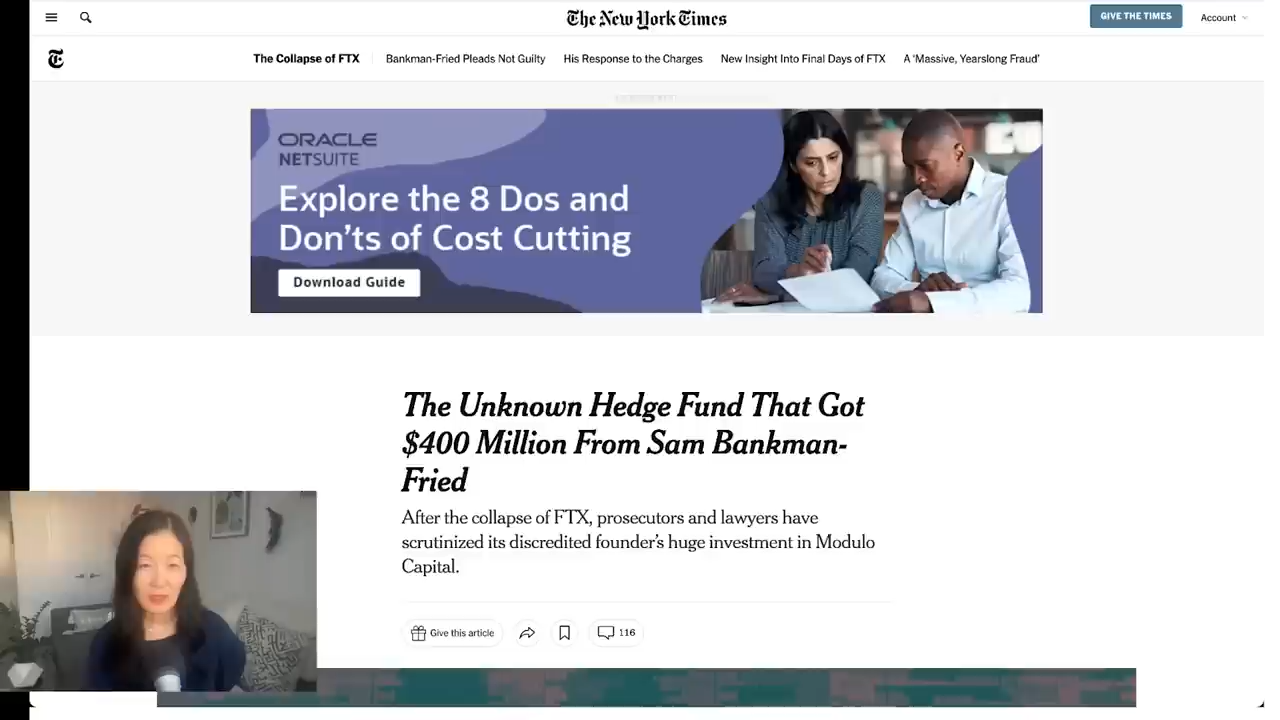 The New York Times
GIVE THE TIMES
Account
The Collapse of FTX
Bankman-Fried Pleads Not Guilty
His Response to the Charges
New Insight Into Final Days of FTX
A ‘Massive, Yearslong Fraud’
ORACLE
NETSUITE
Explore the 8 Dos and
Don’ts of Cost Cutting
Download Guide
The Unknown Hedge Fund That Got
$400 Million From Sam Bankman-
Fried
After the collapse of FTX, prosecutors and lawyers have
scrutinized its discredited founder’s huge investment in Modulo
Capital.
Give this article
116